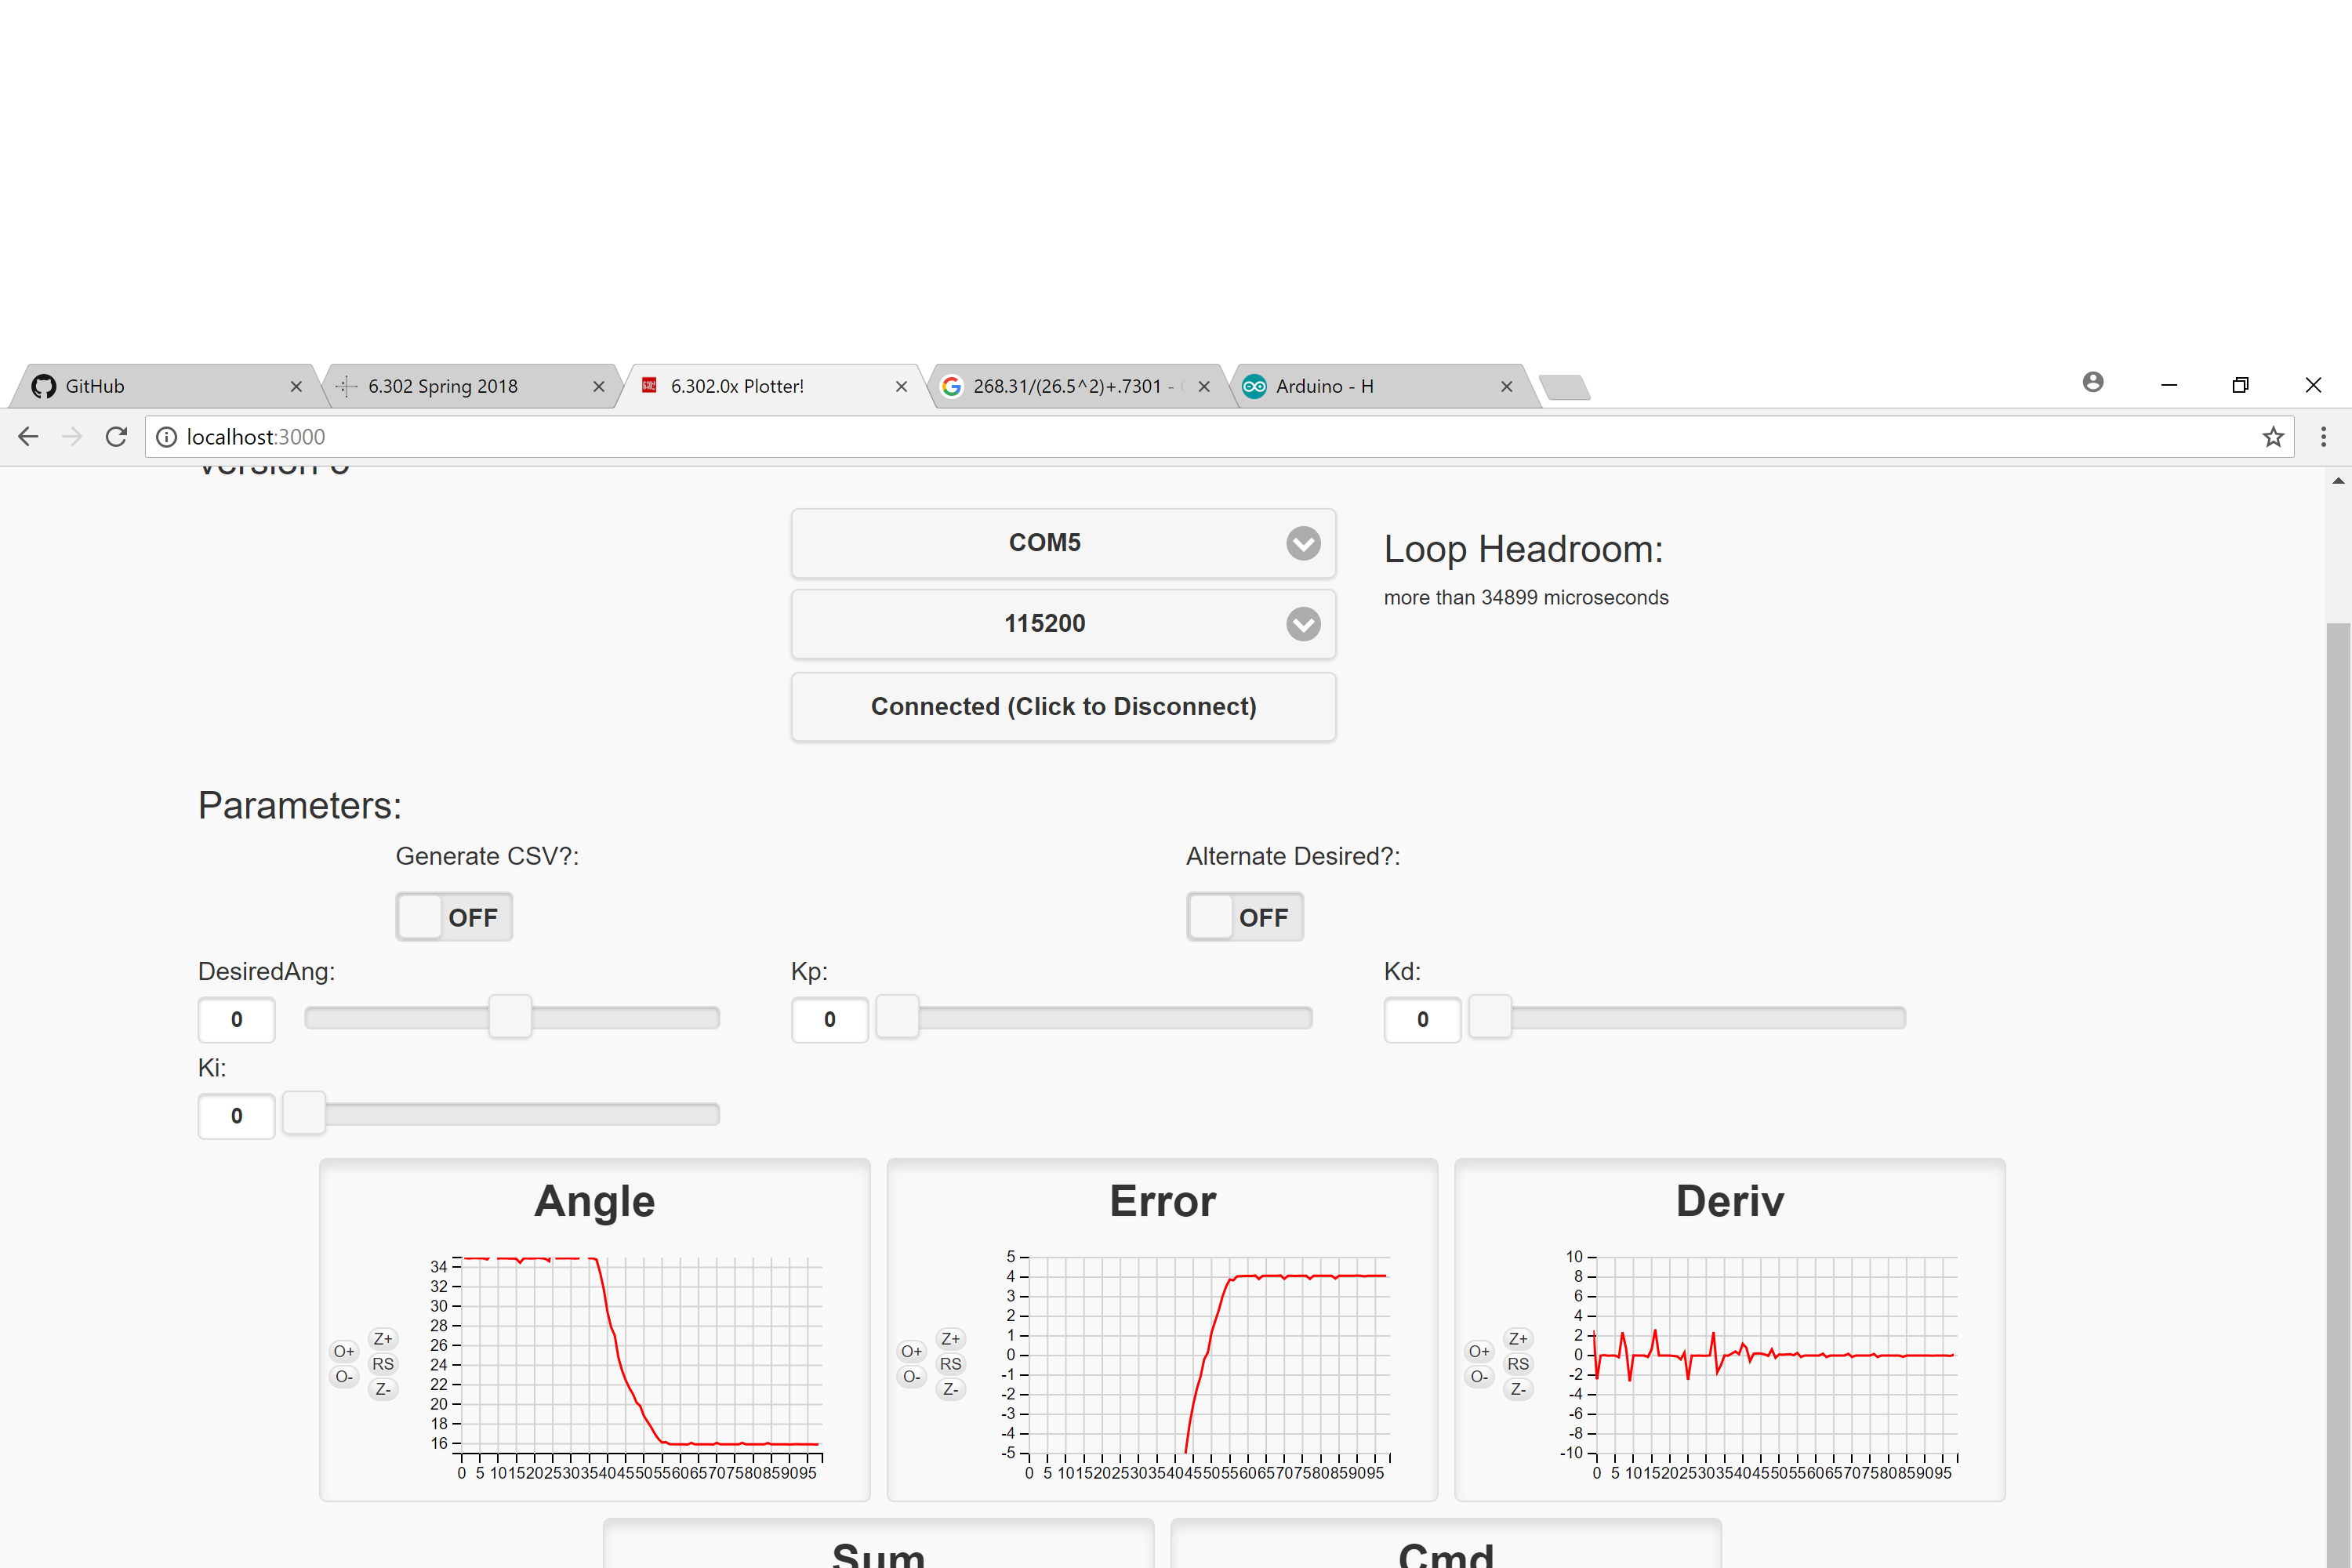 GitHub
6.302 Spring 2018
6.302.0x Plotter!
268.31/(26.5^2)+.7301 -
Arduino - H
localhost:3000
COM5
Loop Headroom:
more than 34899 microseconds
115200
Connected (Click to Disconnect)
Parameters:
Generate CSV?:
Alternate Desired?:
OFF
OFF
DesiredAng:
Kp:
Kd:
0
0
0
Ki:
0
Angle
34
32
30
28
26
24
22
20
18
16
O+
O-
Z+
RS
Z-
0 5 10 15 20 25 30 35 40 45 50 55 60 65 70 75 80 85 90 95
Error
5
4
3
2
1
0
-1
-2
-3
-4
-5
O+
O-
Z+
RS
Z-
0 5 10 15 20 25 30 35 40 45 50 55 60 65 70 75 80 85 90 95
Deriv
10
8
6
4
2
0
-2
-4
-6
-8
-10
O+
O-
Z+
RS
Z-
0 5 10 15 20 25 30 35 40 45 50 55 60 65 70 75 80 85 90 95
Sum
Cmd